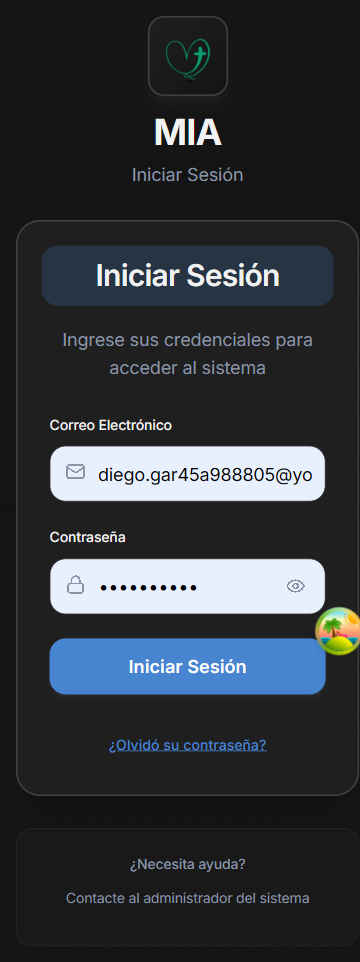 MIA
Iniciar Sesión
Iniciar Sesión
Ingrese sus credenciales para
acceder al sistema
Correo Electrónico
diego.gar45a988805@yo
Contraseña
••••••••••
Iniciar Sesión
¿Olvidó su contraseña?
¿Necesita ayuda?
Contacte al administrador del sistema